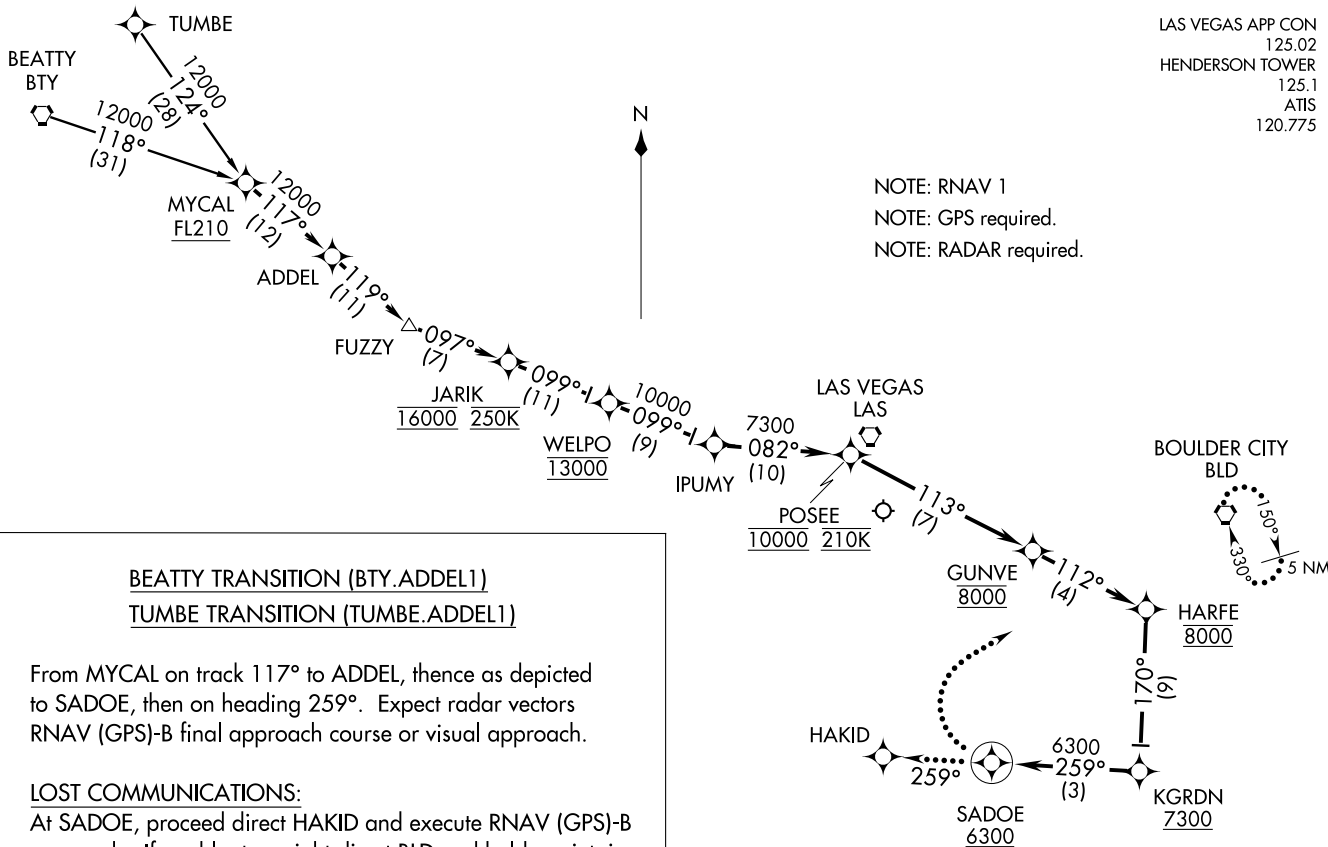 TUMBE
BEATTY
BTY
12000
124°
(28)
12000
118°
(31)
MYCAL
FL210
12000
117°
(12)
ADDEL
119°
(11)
FUZZY
097°
(7)
JARIK
16000 250K
099°
(11)
WELPO
13000
10000
099°
(9)
IPUMY
7300
082°
(10)
LAS VEGAS
LAS
POSEE
10000 210K
113°
(7)
GUNVE
8000
112°
(4)
HARFE
8000
170°
(9)
KGRDN
7300
6300
259°
(3)
SADOE
6300
259°
HAKID
BOULDER CITY
BLD
150°
330°
5 NM
N
LAS VEGAS APP CON
125.02
HENDERSON TOWER
125.1
ATIS
120.775
NOTE: RNAV 1
NOTE: GPS required.
NOTE: RADAR required.
BEATTY TRANSITION (BTY.ADDEL1)
TUMBE TRANSITION (TUMBE.ADDEL1)
From MYCAL on track 117° to ADDEL, thence as depicted
to SADOE, then on heading 259°. Expect radar vectors
RNAV (GPS)-B final approach course or visual approach.
LOST COMMUNICATIONS:
At SADOE, proceed direct HAKID and execute RNAV (GPS)-B